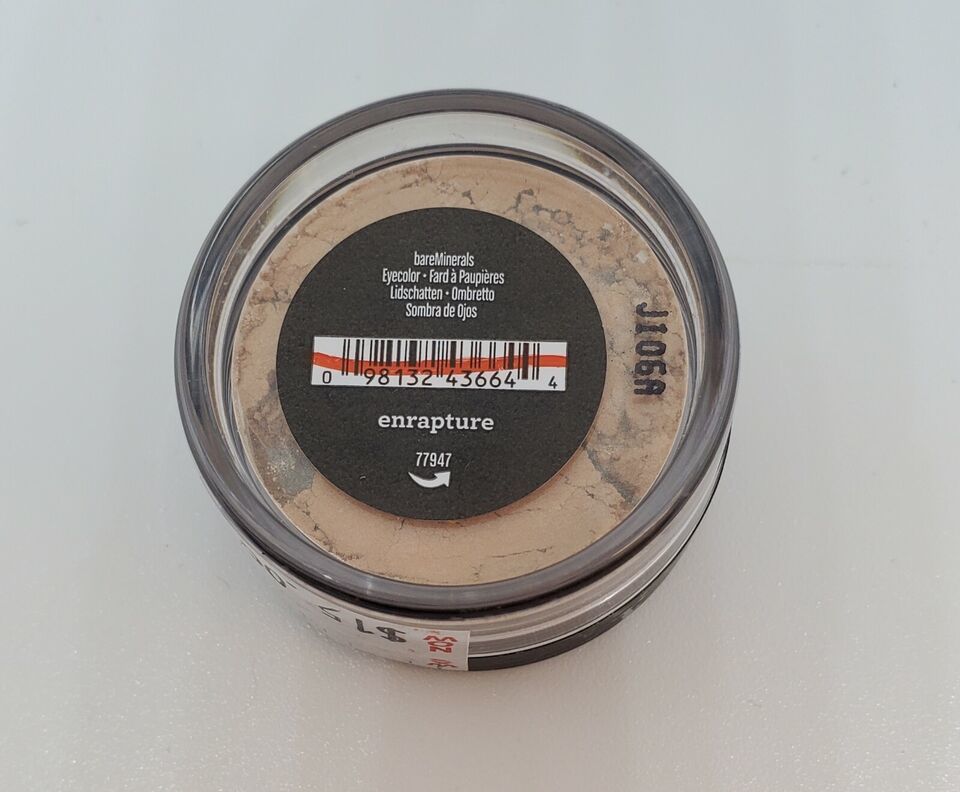 bareMinerals
Eyecolor • Fard à Paupières
Lidschatten • Ombretto
Sombra de Ojos
0 98132 43664 4
enrapture
77947
J106A